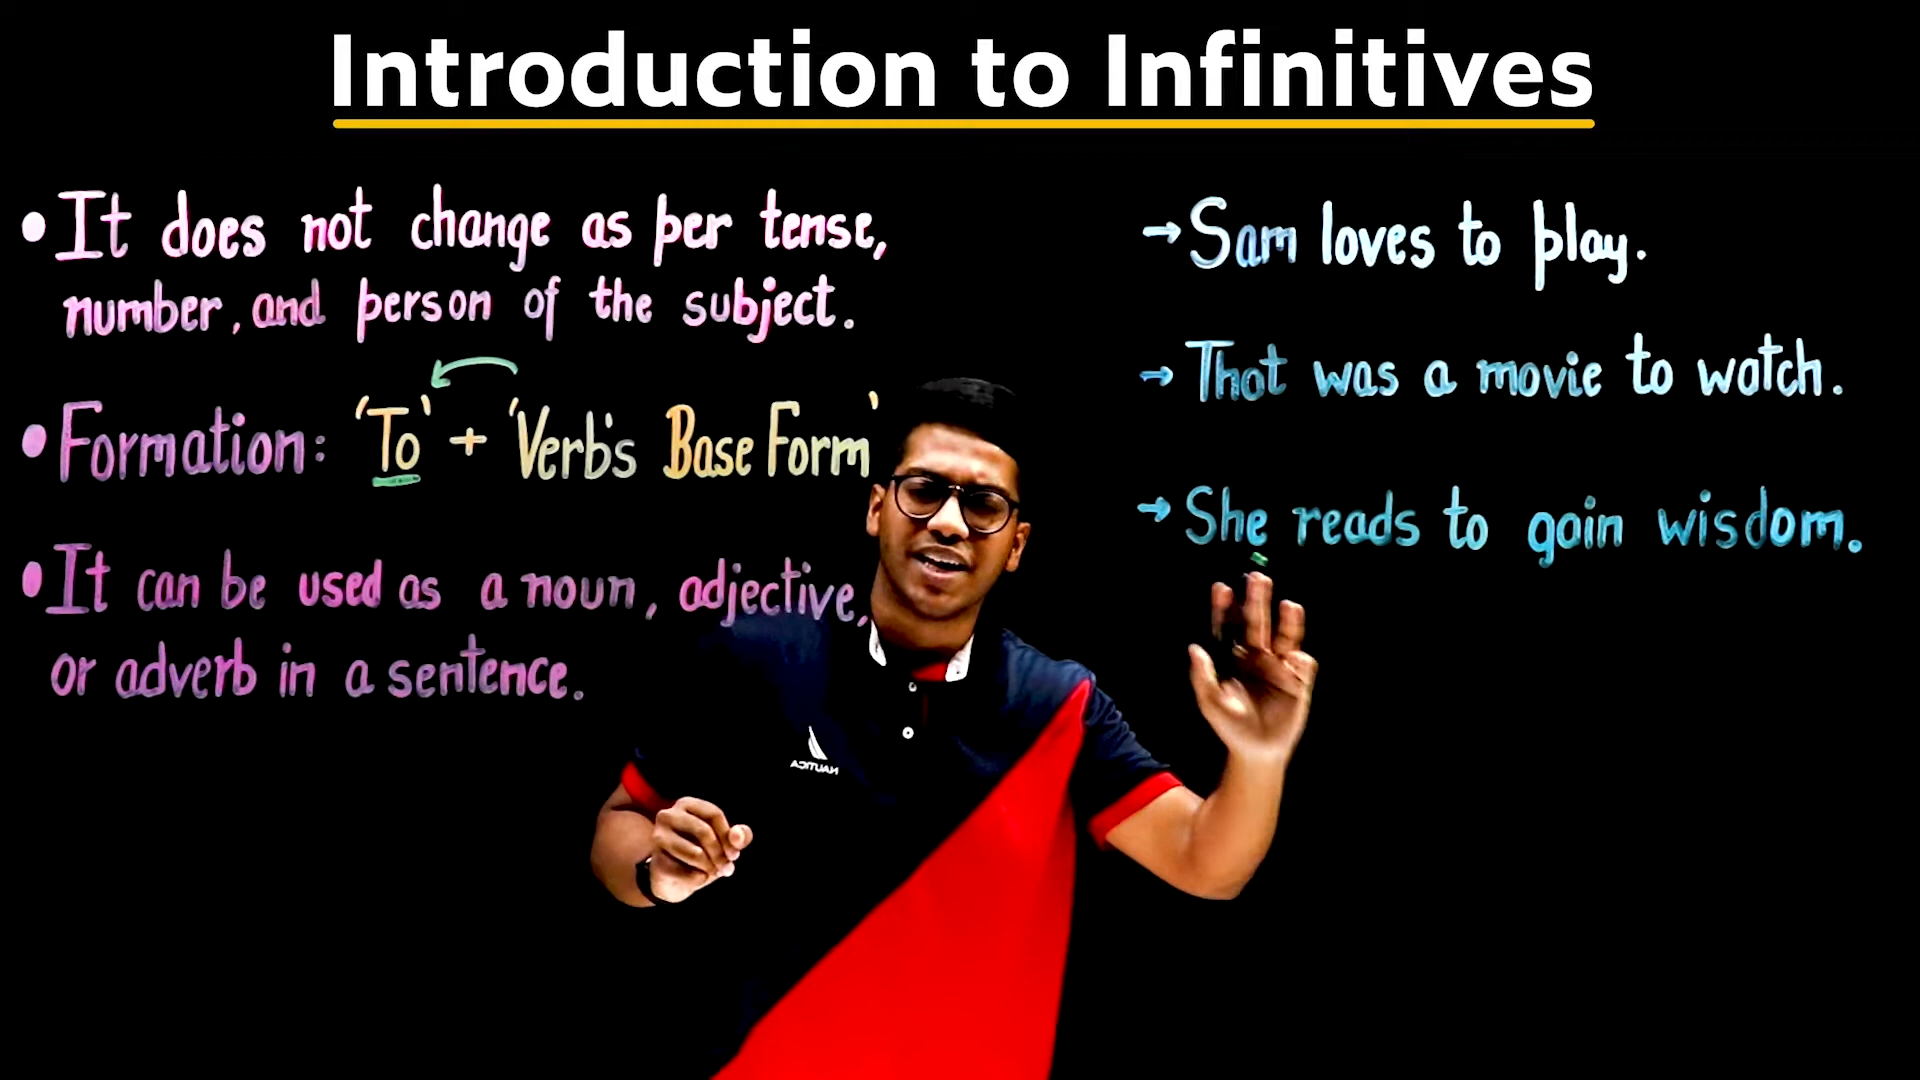 Introduction to Infinitives
• It does not change as per tense,
number, and person of the subject.
• Formation: 'To' + 'Verb's Base Form'
• It can be used as a noun, adjective,
or adverb in a sentence.
→ Sam loves to play.
→ That was a movie to watch.
→ She reads to gain wisdom.
NAUTICA